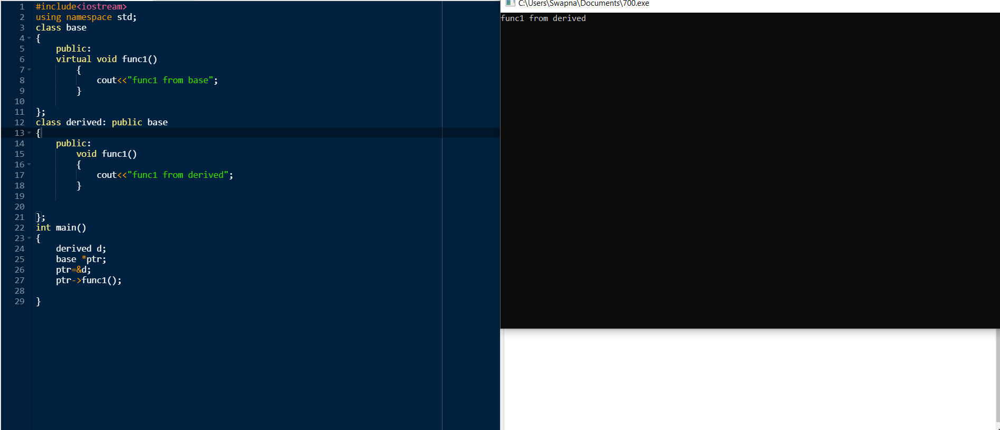 1 #include<iostream>
2 using namespace std;
3 class base
4 {
5 public:
6 virtual void func1()
7 {
8 cout<<"func1 from base";
9 }
10
11 };
12 class derived: public base
13 {
14 public:
15 void func1()
16 {
17 cout<<"func1 from derived";
18 }
19
20
21 };
22 int main()
23 {
24 derived d;
25 base *ptr;
26 ptr=&d;
27 ptr->func1();
28
29 }
C:\Users\Swapna\Documents\700.exe
func1 from derived